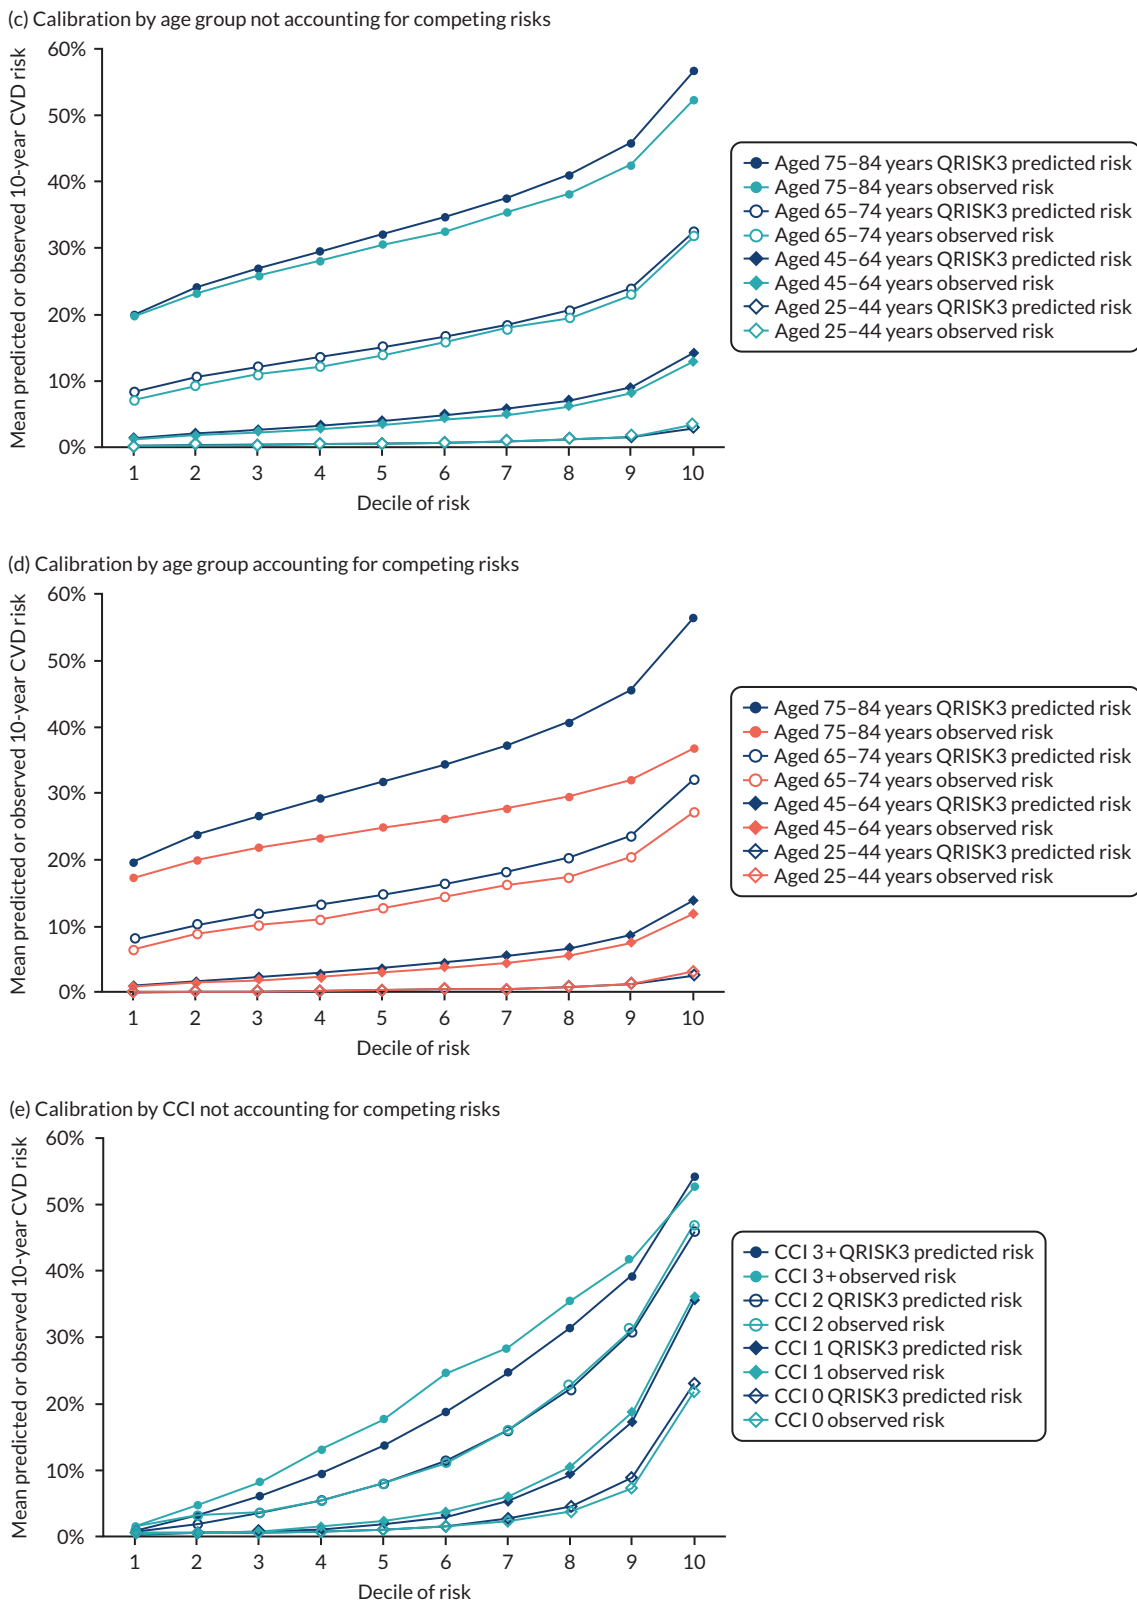 (c) Calibration by age group not accounting for competing risks
Mean predicted or observed 10-year CVD risk
60%
50%
40%
30%
20%
10%
0%
1 2 3 4 5 6 7 8 9 10
Decile of risk
Aged 75–84 years QRISK3 predicted risk
Aged 75–84 years observed risk
Aged 65–74 years QRISK3 predicted risk
Aged 65–74 years observed risk
Aged 45–64 years QRISK3 predicted risk
Aged 45–64 years observed risk
Aged 25–44 years QRISK3 predicted risk
Aged 25–44 years observed risk
(d) Calibration by age group accounting for competing risks
Mean predicted or observed 10-year CVD risk
60%
50%
40%
30%
20%
10%
0%
1 2 3 4 5 6 7 8 9 10
Decile of risk
Aged 75–84 years QRISK3 predicted risk
Aged 75–84 years observed risk
Aged 65–74 years QRISK3 predicted risk
Aged 65–74 years observed risk
Aged 45–64 years QRISK3 predicted risk
Aged 45–64 years observed risk
Aged 25–44 years QRISK3 predicted risk
Aged 25–44 years observed risk
(e) Calibration by CCI not accounting for competing risks
Mean predicted or observed 10-year CVD risk
60%
50%
40%
30%
20%
10%
0%
1 2 3 4 5 6 7 8 9 10
Decile of risk
CCI 3+ QRISK3 predicted risk
CCI 3+ observed risk
CCI 2 QRISK3 predicted risk
CCI 2 observed risk
CCI 1 QRISK3 predicted risk
CCI 1 observed risk
CCI 0 QRISK3 predicted risk
CCI 0 observed risk